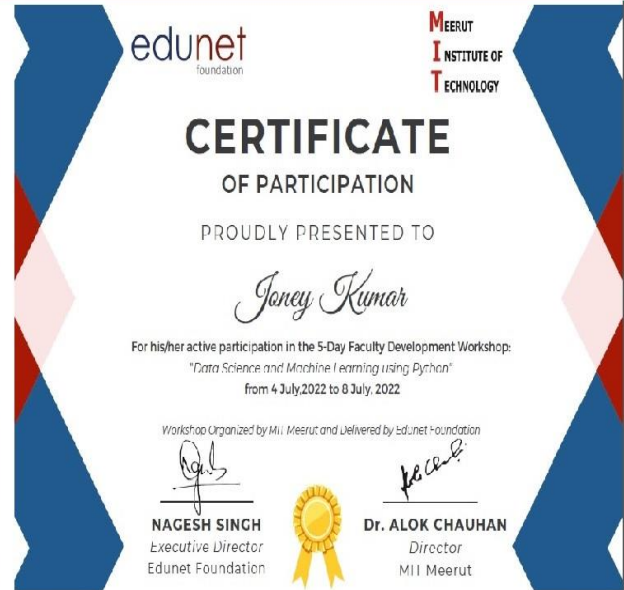 edunet
foundation
MEERUT
INSTITUTE OF
TECHNOLOGY
CERTIFICATE
OF PARTICIPATION
PROUDLY PRESENTED TO
Joney Kumar
For his/her active participation in the 5-Day Faculty Development Workshop:
"Data Science and Machine Learning using Python"
from 4 July,2022 to 8 July, 2022
Workshop Organized by MIT Meerut and Delivered by Edunet Foundation
NAGESH SINGH
Executive Director
Edunet Foundation
Dr. ALOK CHAUHAN
Director
MIT Meerut